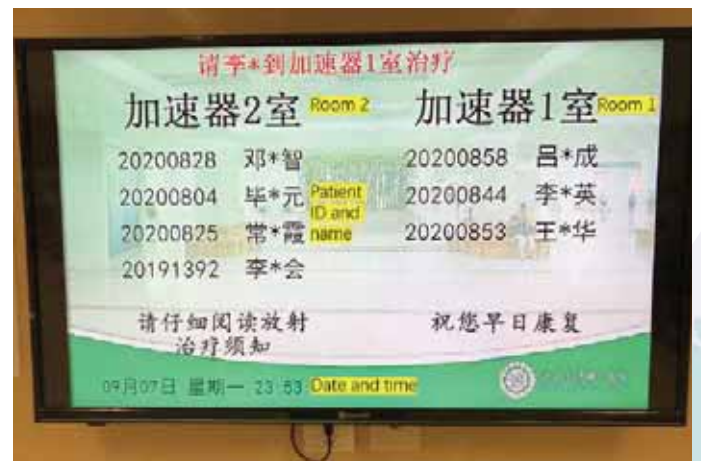 请李*到加速器1室治疗
加速器2室 Room 2
20200828 邓*智
20200804 毕*元 Patient
ID and
20200825 常*霞 name
20191392 李*会
请仔细阅读放射
治疗须知
加速器1室 Room 1
20200858 吕*成
20200844 李*英
20200853 王*华
祝您早日康复
09月07日 星期一 23 53 Date and time